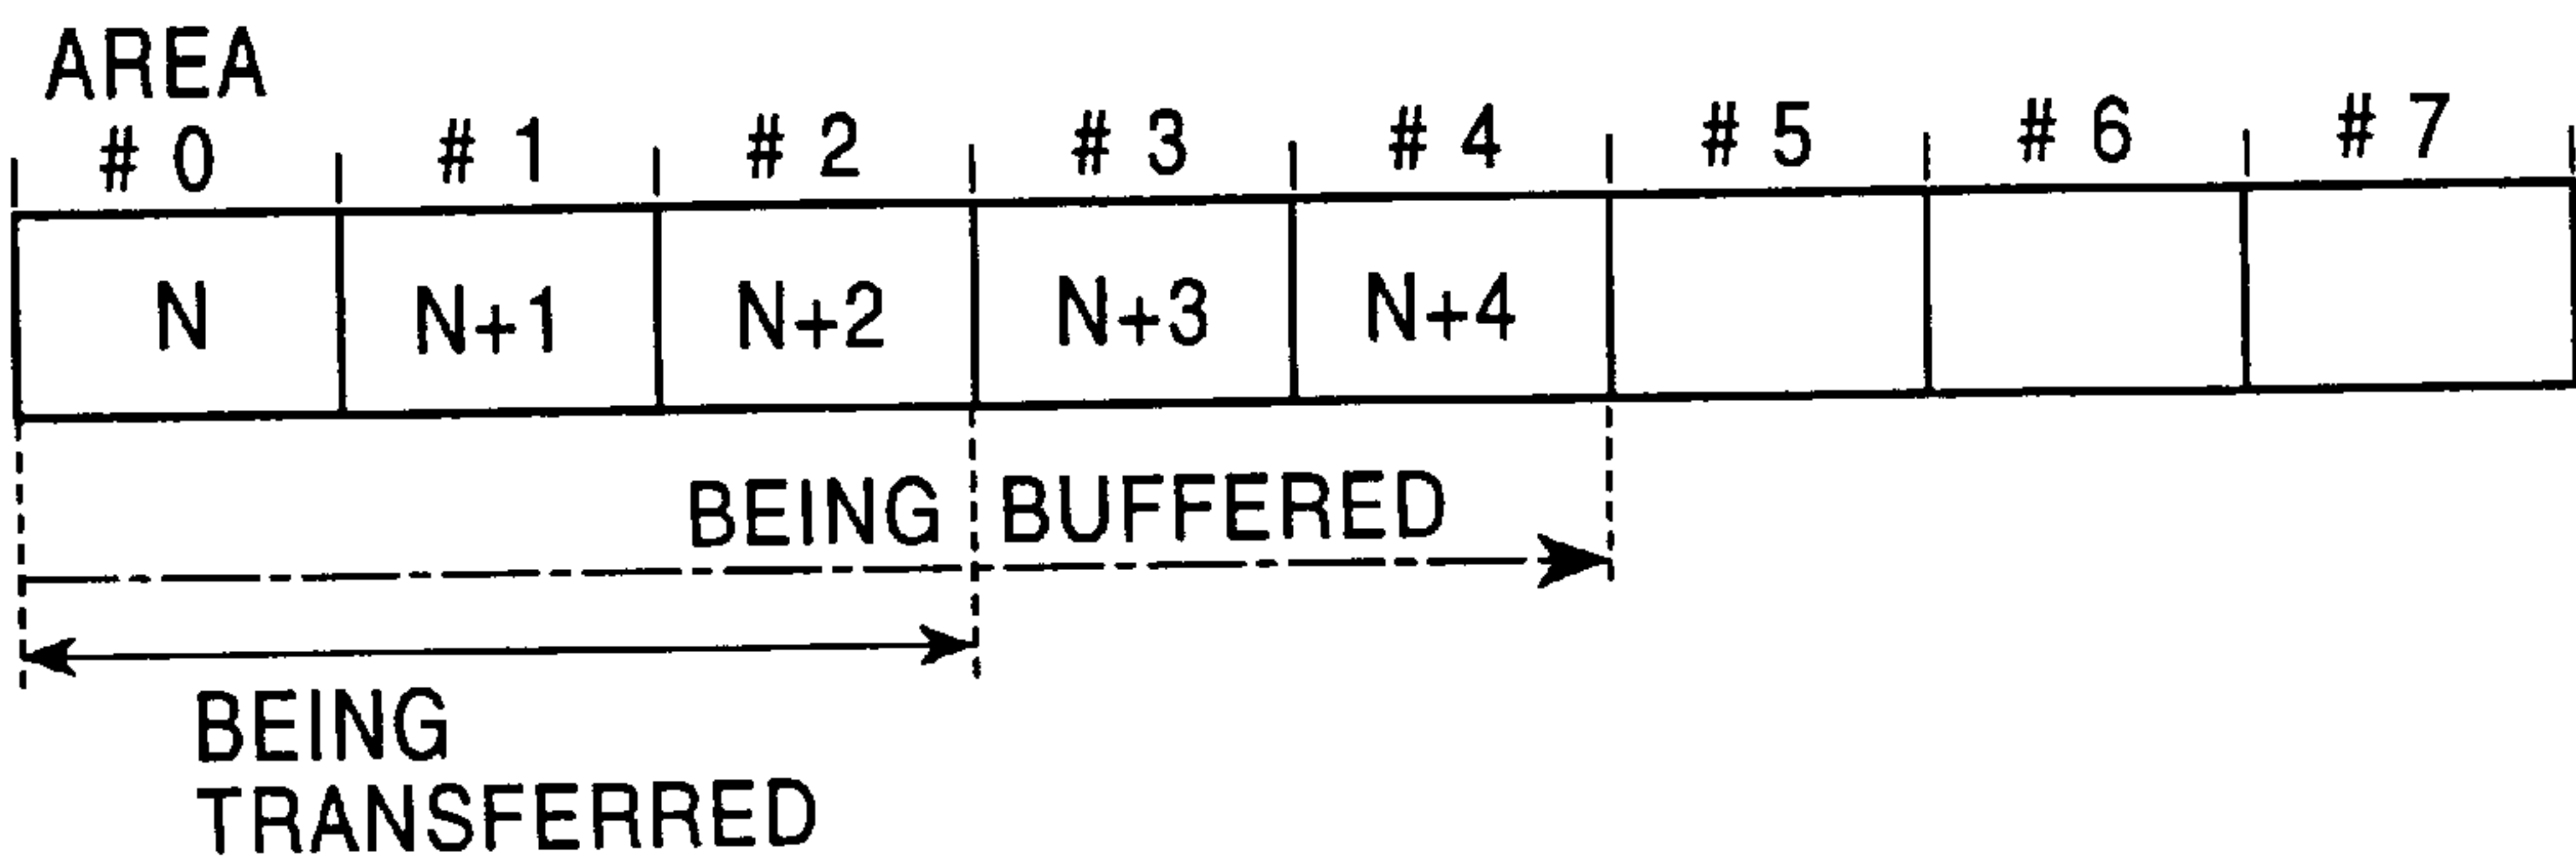 AREA
# 0 # 1 # 2 # 3 # 4 # 5 # 6 # 7
N N+1 N+2 N+3 N+4
BEING BUFFERED
BEING
TRANSFERRED